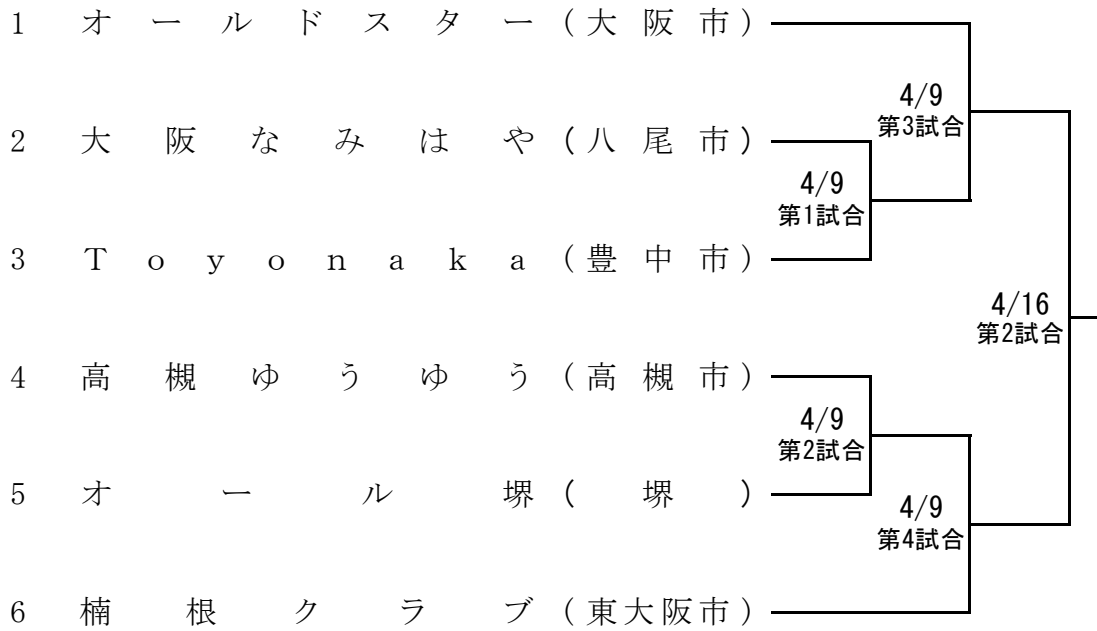 1 オールドスター(大阪市)
4/9
第3試合
2 大阪なみはや(八尾市)
4/9
第1試合
3 Toyonaka(豊中市)
4/16
第2試合
4 高槻ゆうゆう(高槻市)
4/9
第2試合
5 オール堺(堺)
4/9
第4試合
6 楠根クラブ(東大阪市)